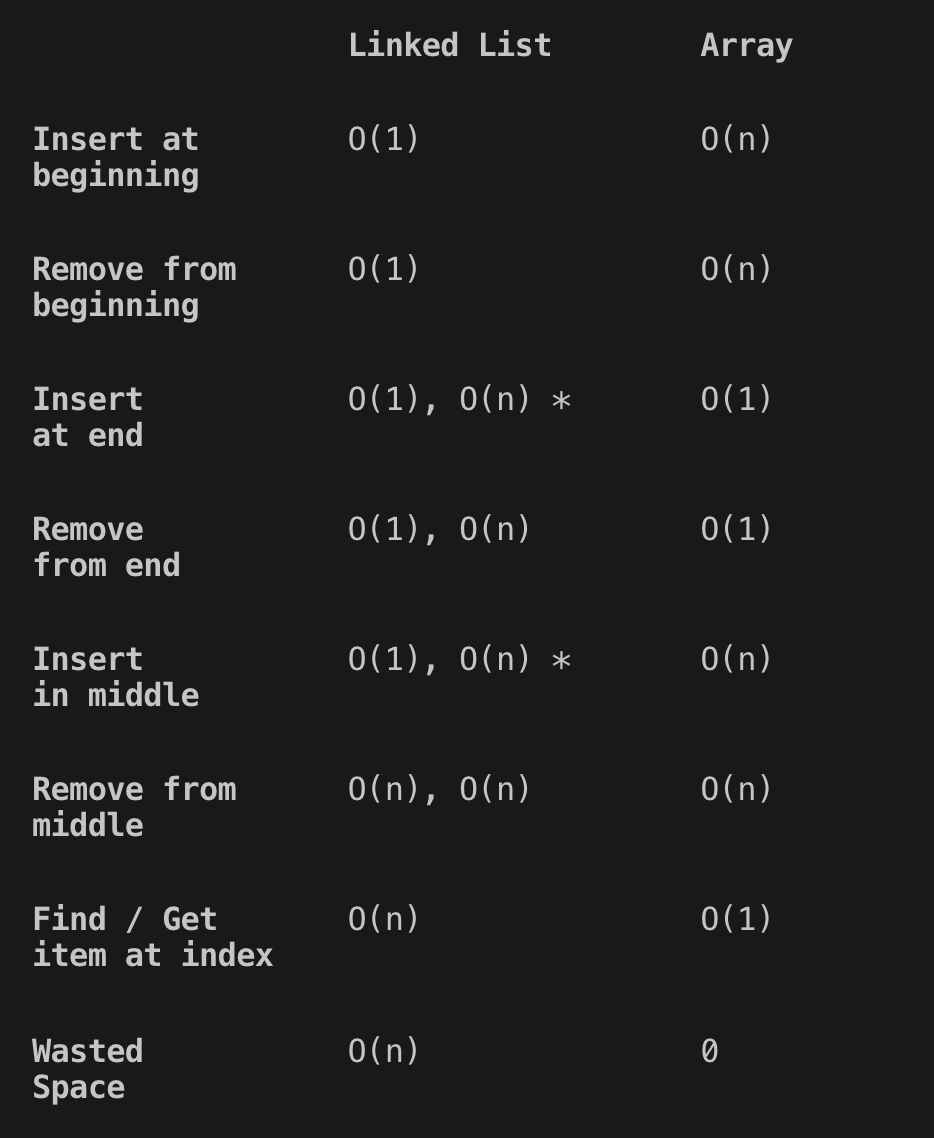 Linked List Array
Insert at O(1) O(n)
beginning
Remove from O(1) O(n)
beginning
Insert O(1), O(n) * O(1)
at end
Remove O(1), O(n) O(1)
from end
Insert O(1), O(n) * O(n)
in middle
Remove from O(n), O(n) O(n)
middle
Find / Get O(n) O(1)
item at index
Wasted O(n) 0
Space